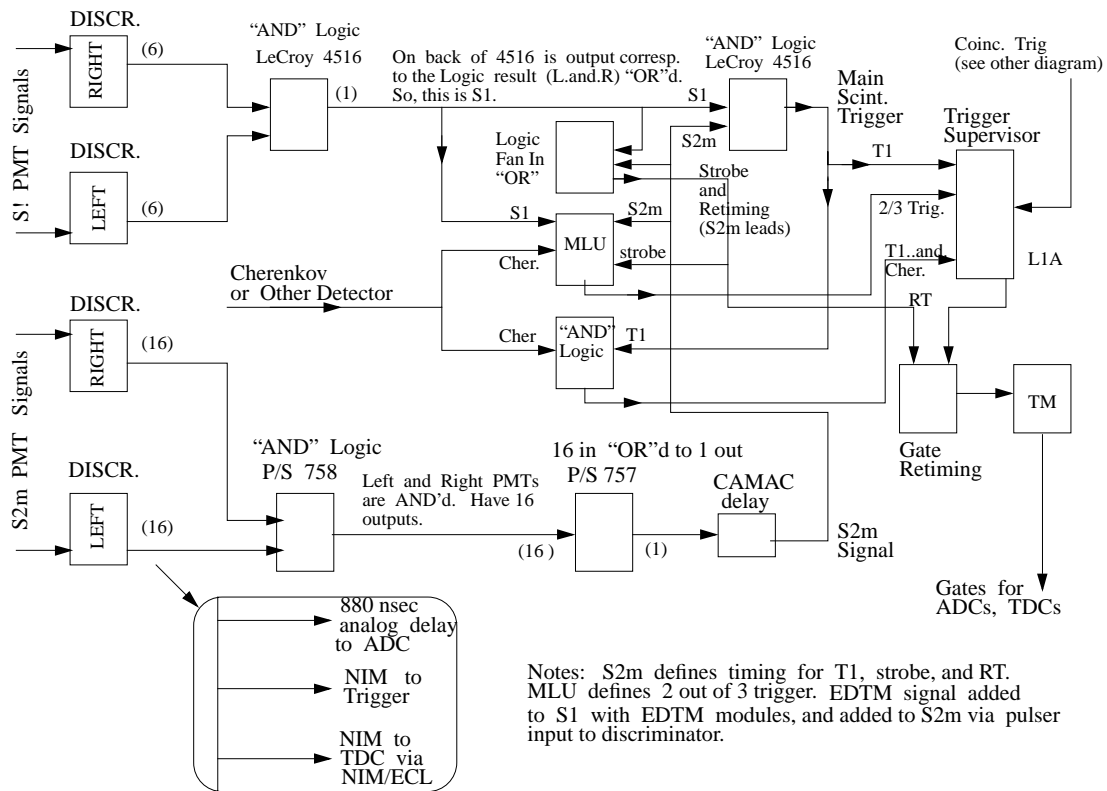 DISCR.
RIGHT
(6)
S! PMT Signals
DISCR.
LEFT
(6)
“AND” Logic
LeCroy 4516
(1)
On back of 4516 is output corresp.
to the Logic result (L.and.R) “OR”d.
So, this is S1.
“AND” Logic
LeCroy 4516
S1
S2m
Main
Scint.
Trigger
Coinc. Trig
(see other diagram)
Trigger
Supervisor
T1
2/3 Trig.
T1..and.
Cher.
L1A
Logic
Fan In
“OR”
Strobe
and
Retiming
(S2m leads)
S1
S2m
MLU
Cher.
strobe
Cherenkov
or Other Detector
Cher
“AND”
Logic
T1
RT
Gate
Retiming
TM
Gates for
ADCs, TDCs
DISCR.
RIGHT
(16)
S2m PMT Signals
DISCR.
LEFT
(16)
“AND” Logic
P/S 758
Left and Right PMTs
are AND’d. Have 16
outputs.
(16 )
16 in “OR”d to 1 out
P/S 757
(1)
CAMAC
delay
S2m
Signal
880 nsec
analog delay
to ADC
NIM to
Trigger
NIM to
TDC via
NIM/ECL
Notes: S2m defines timing for T1, strobe, and RT.
MLU defines 2 out of 3 trigger. EDTM signal added
to S1 with EDTM modules, and added to S2m via pulser
input to discriminator.